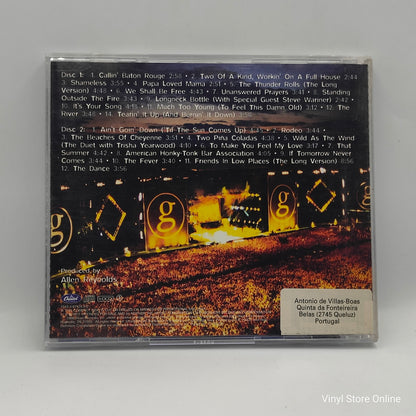 Disc 1: 1. Callin' Baton Rouge 2:58 • 2. Two Of A Kind, Workin' On A Full House 2:44
3. Shameless 3:55 • 4. Papa Loved Mama 2:51 • 5. The Thunder Rolls (The Long
Version) 4:48 • 6. We Shall Be Free 4:43 • 7. Unanswered Prayers 3:41 • 8. Standing
Outside The Fire 3:43 • 9. Longneck Bottle (With Special Guest Steve Wariner) 2:42 •
10. It's Your Song 4:15 • 11. Much Too Young (To Feel This Damn Old) 3:12 • 12. The
River 3:48 • 14. Tearin' It Up (And Burnin' It Down)
Disc 2: 1. Ain't Goin' Down (Til The Sun Comes Up) 4:45 • 2. Rodeo 3:44 •
3. The Beaches Of Cheyenne 3:51 • 4. Two Piña Coladas 5:32 • 5. Wild As The Wind
(The Duet with Trisha Yearwood) 4:10 • 6. To Make You Feel My Love 3:17 • 7. That
Summer 4:42 • 8. American Honky-Tonk Bar Association 4:05 • 9. If Tomorrow Never
Comes 3:44 • 10. The Fever 3:40 • 11. Friends In Low Places (The Long Version) 8:56
12. The Dance 3:56
g
g
Produced by
Allen Reynolds
Capitol
Antonio de Villas-Boas
Quinta da Fonteireira
Belas (2745 Queluz)
Portugal
Vinyl Store Online